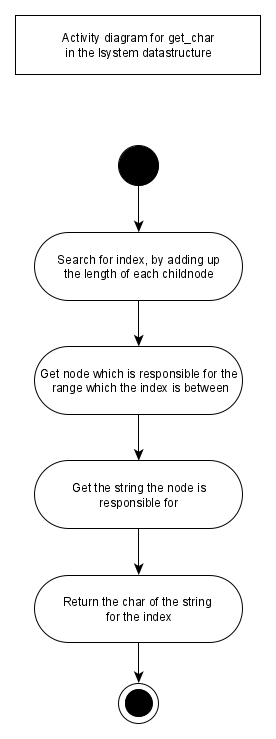 Activity diagram for get_char
in the lsystem datastructure
Search for index, by adding up
the length of each childnode
Get node which is responsible for the
range which the index is between
Get the string the node is
responsible for
Return the char of the string
for the index